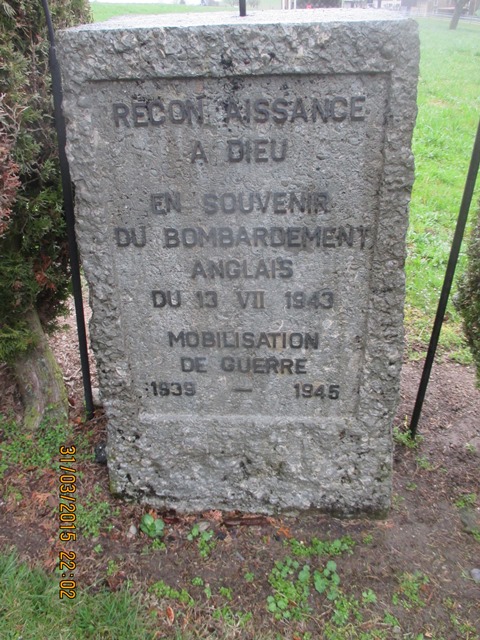 RECON AISSANCE
A DIEU
EN SOUVENIR
DU BOMBARDEMENT
ANGLAIS
DU 13 VII 1943
MOBILISATION
DE GUERRE
1939 — 1945
31/03/2015 22:02